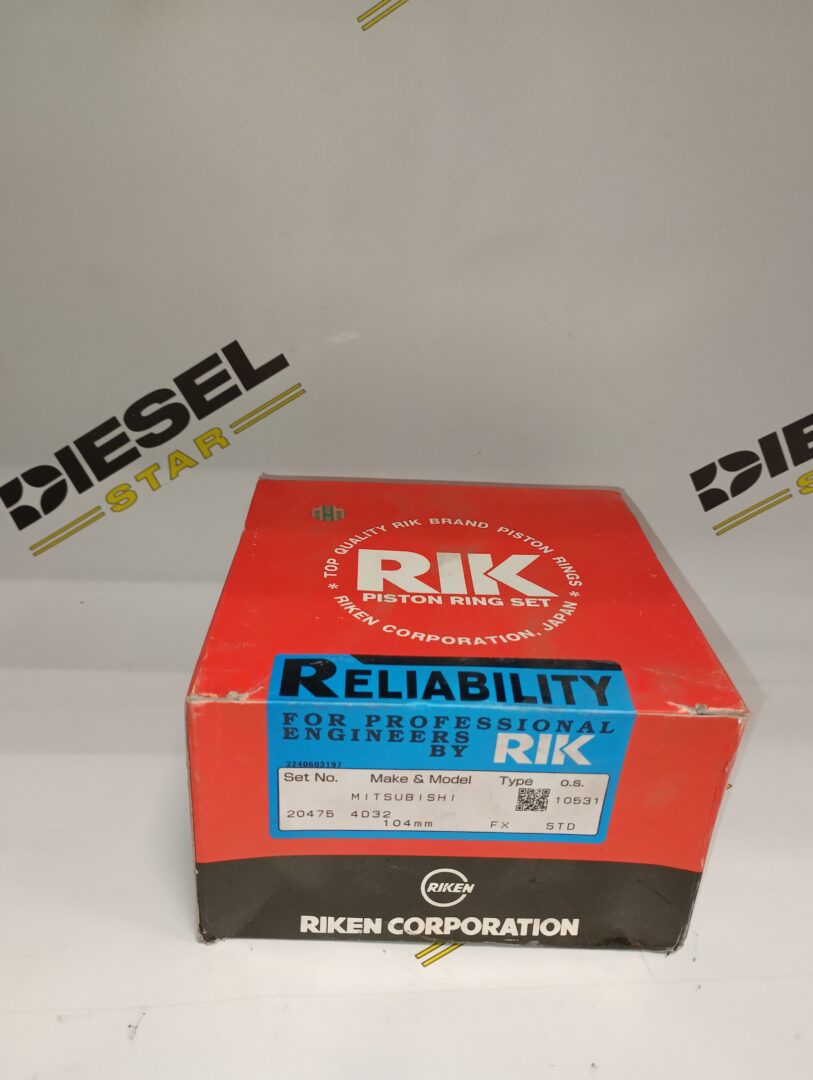 DIESEL
STAR
DIESEL
* TOP QUALITY RIK BRAND PISTON RINGS *
RIK
PISTON RING SET
RIKEN CORPORATION, JAPAN
RELIABILITY
FOR PROFESSIONAL
ENGINEERS
BY RIK
2240603197
Set No. Make & Model Type o.s.
MITSUBISHI 10531
20475 4D32
104mm FX STD
RIKEN
RIKEN CORPORATION